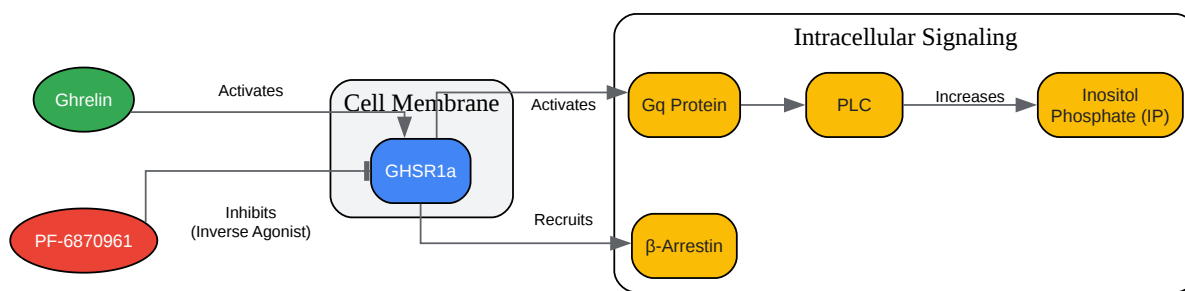 Intracellular Signaling
Ghrelin
Activates
Cell Membrane
Activates
Gq Protein
PLC
Increases
Inositol
Phosphate (IP)
GHSR1a
PF-6870961
Inhibits
(Inverse Agonist)
Recruits
β-Arrestin